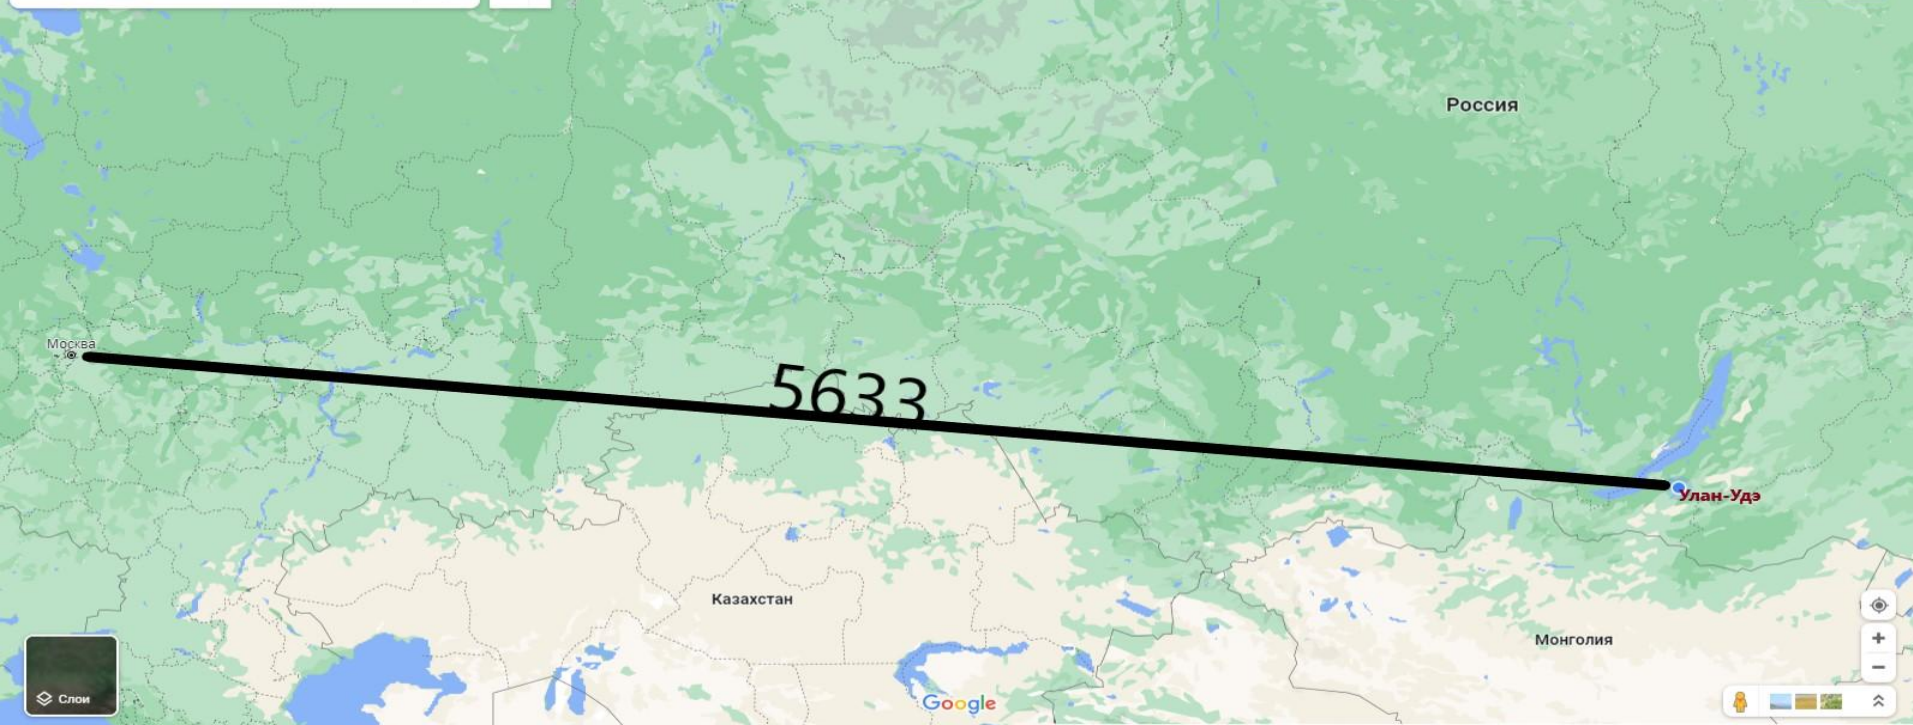 Россия
Москва
5633
Улан-Удэ
Казахстан
Монголия
Слои
Google